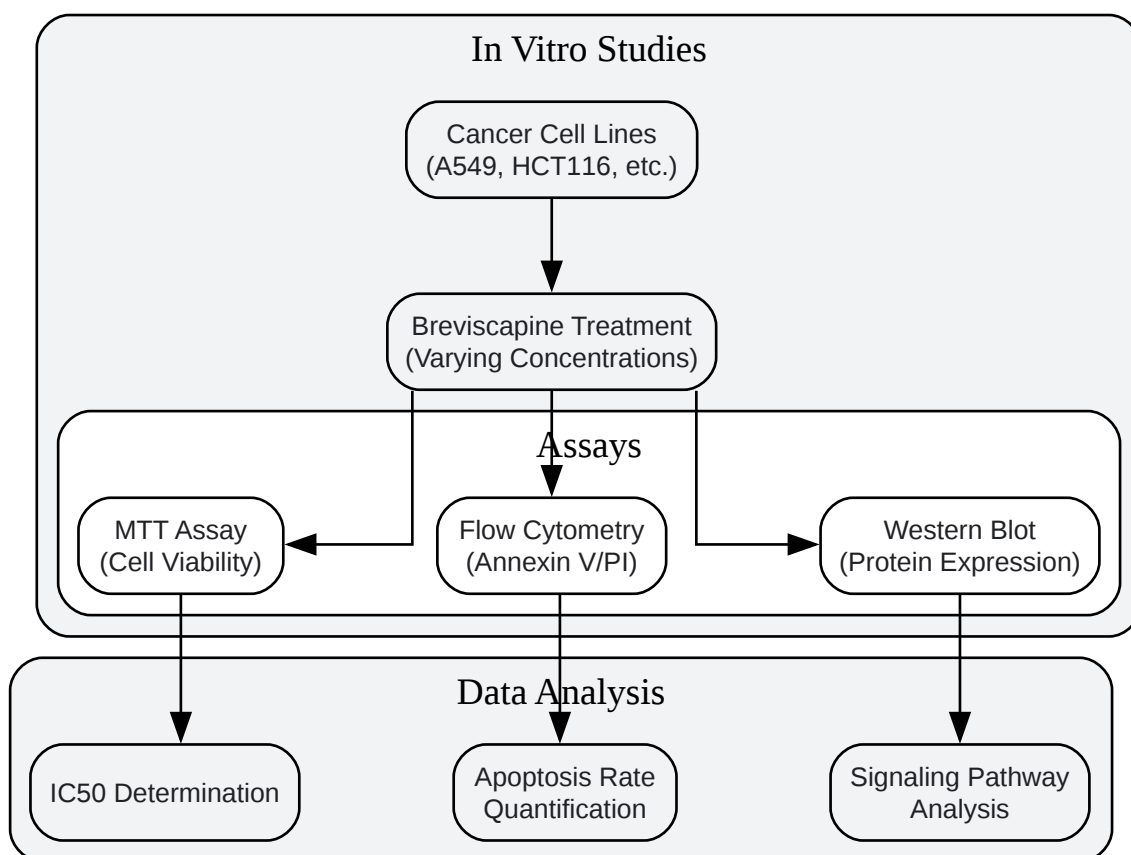 In Vitro Studies
Cancer Cell Lines
(A549, HCT116, etc.)
Breviscapine Treatment
(Varying Concentrations)
Assays
MTT Assay
(Cell Viability)
Flow Cytometry
(Annexin V/PI)
Western Blot
(Protein Expression)
Data Analysis
IC50 Determination
Apoptosis Rate
Quantification
Signaling Pathway
Analysis